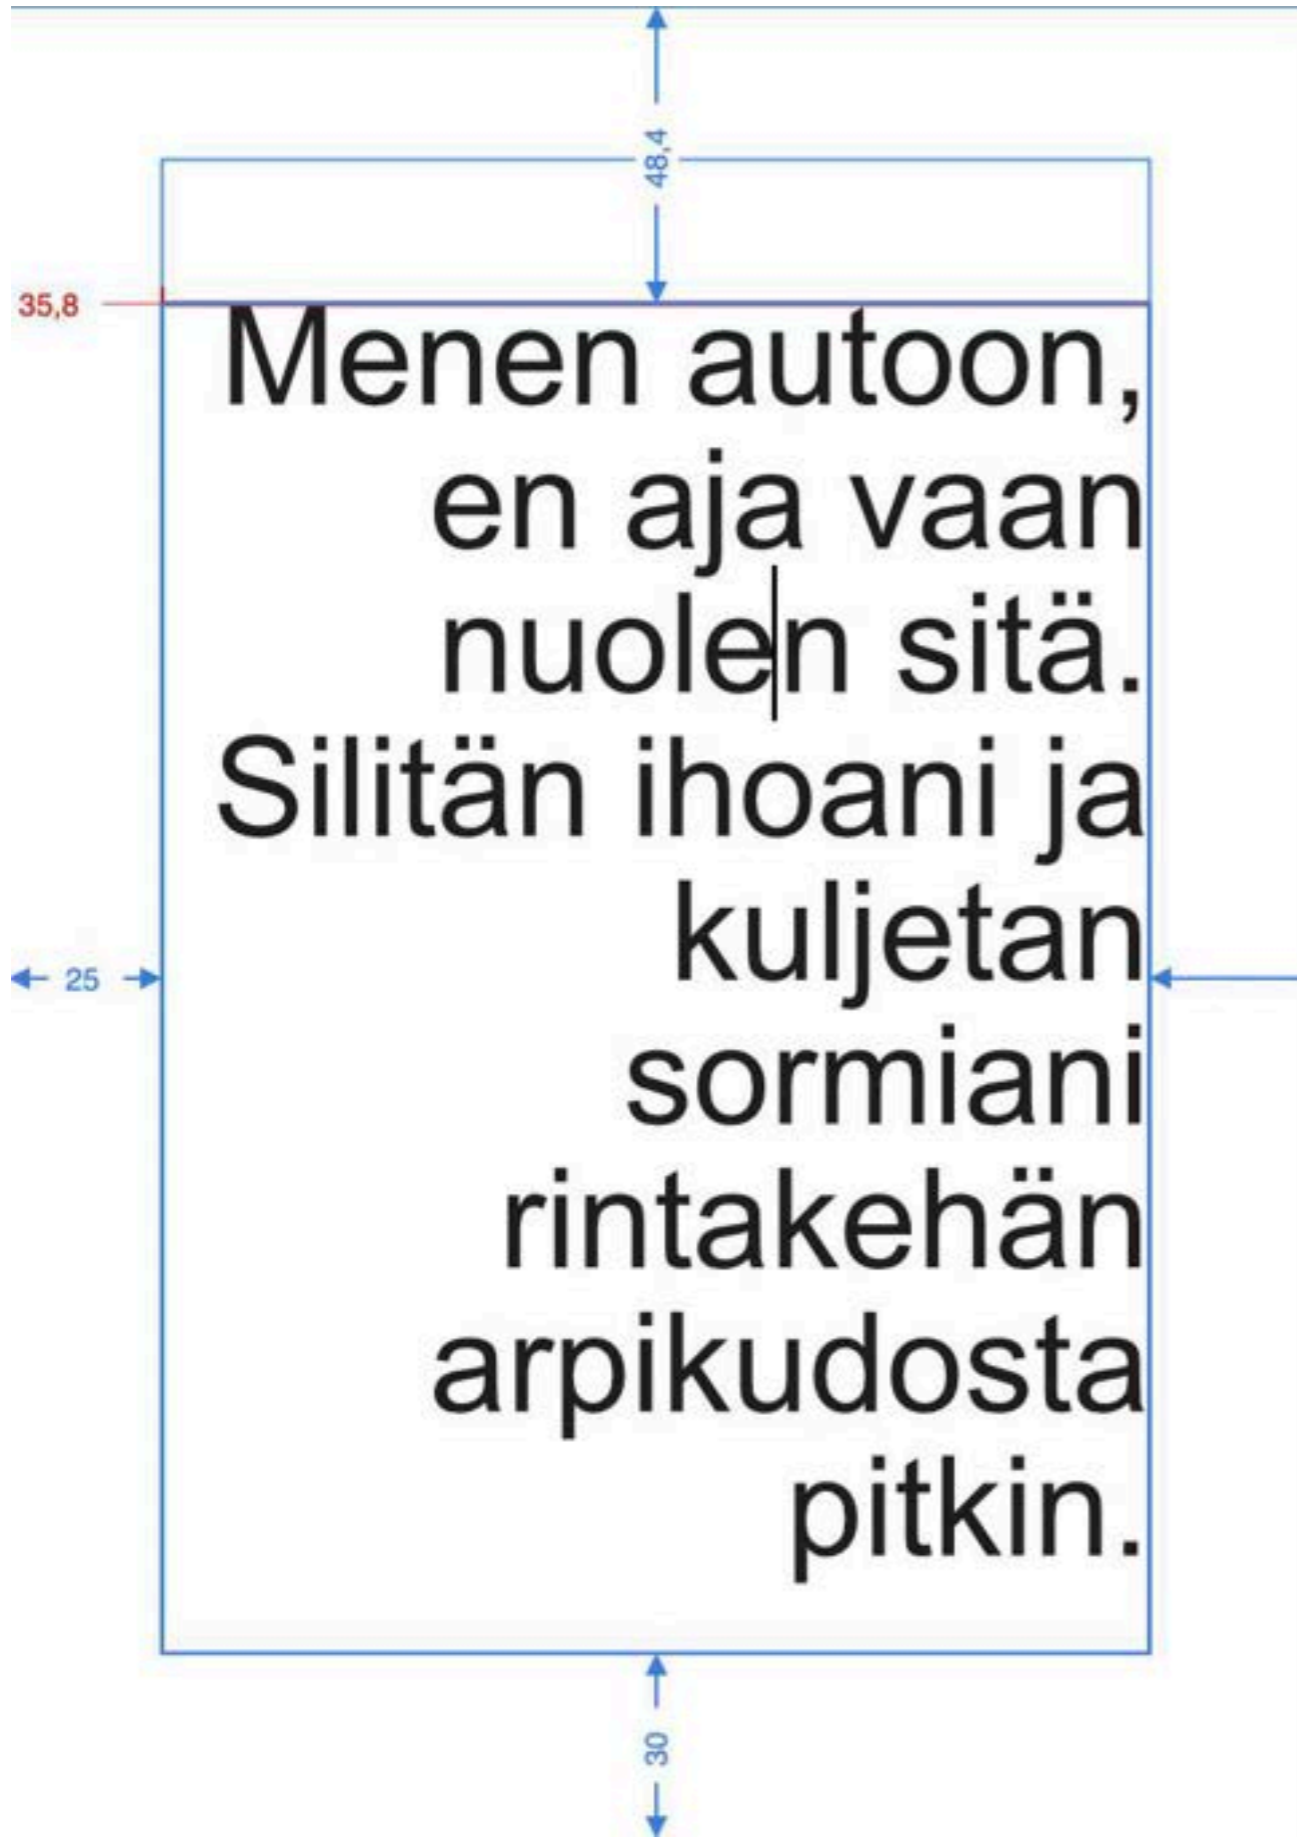 48,4
35,8
Menen autoon,
en aja vaan
nuolen sitä.
Silitän ihoani ja
kuljetan
25
sormiani
rintakehän
arpikudosta
pitkin.
30